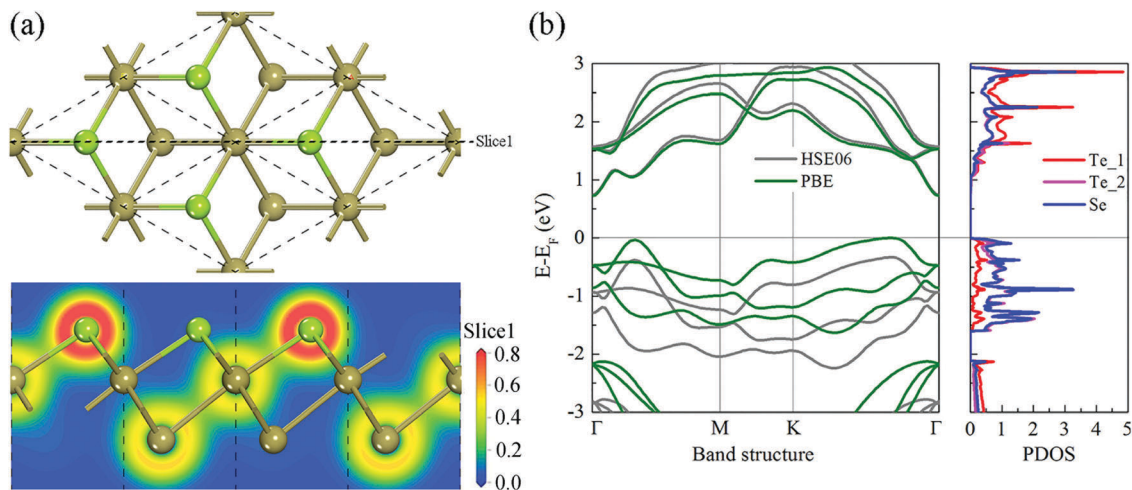 (a)
Slice1
Slice1
0.8
0.6
0.4
0.2
0.0
(b)
3
2
1
0
-1
-2
-3
E-E_F (eV)
HSE06
PBE
Γ M K Γ
Band structure
Te_1
Te_2
Se
0 1 2 3 4 5
PDOS